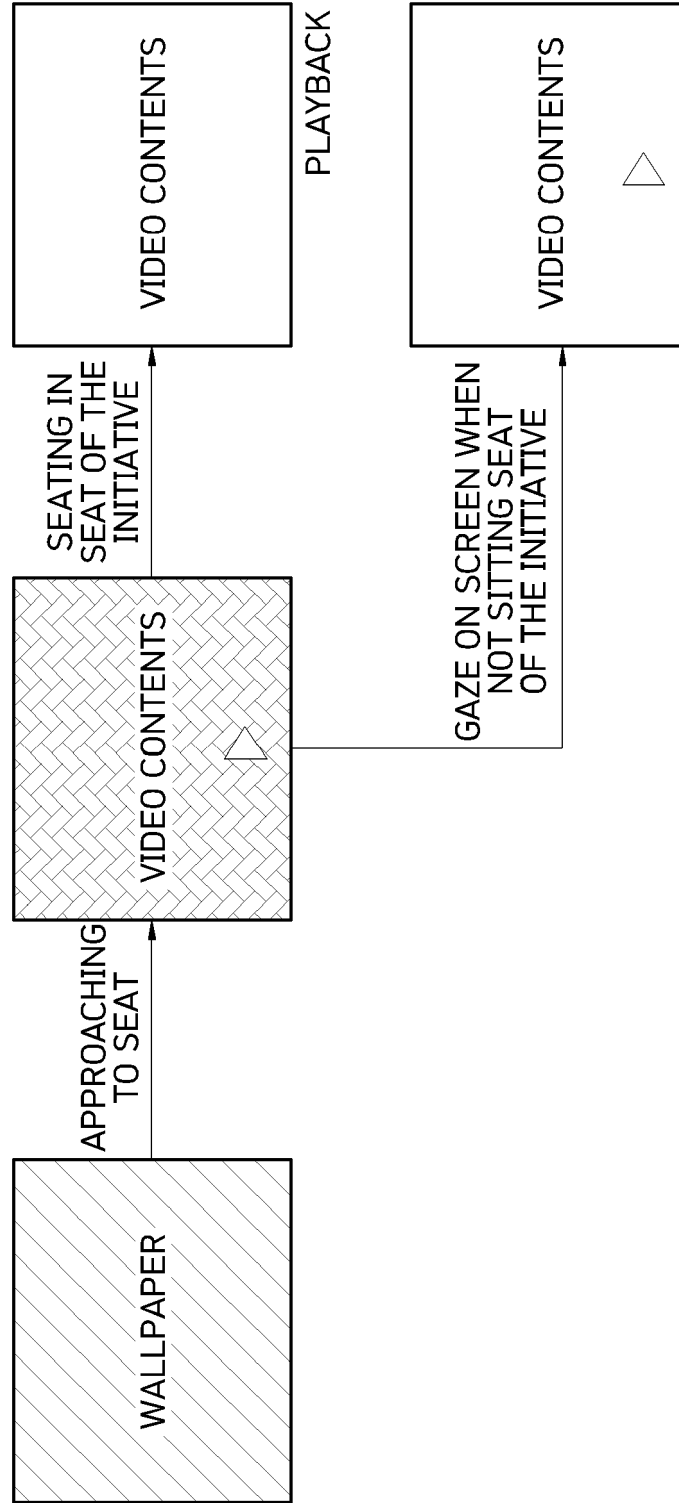 WALLPAPER
APPROACHING
TO SEAT
VIDEO CONTENTS
SEATING IN
SEAT OF THE
INITIATIVE
VIDEO CONTENTS
PLAYBACK
GAZE ON SCREEN WHEN
NOT SITTING SEAT
OF THE INITIATIVE
VIDEO CONTENTS